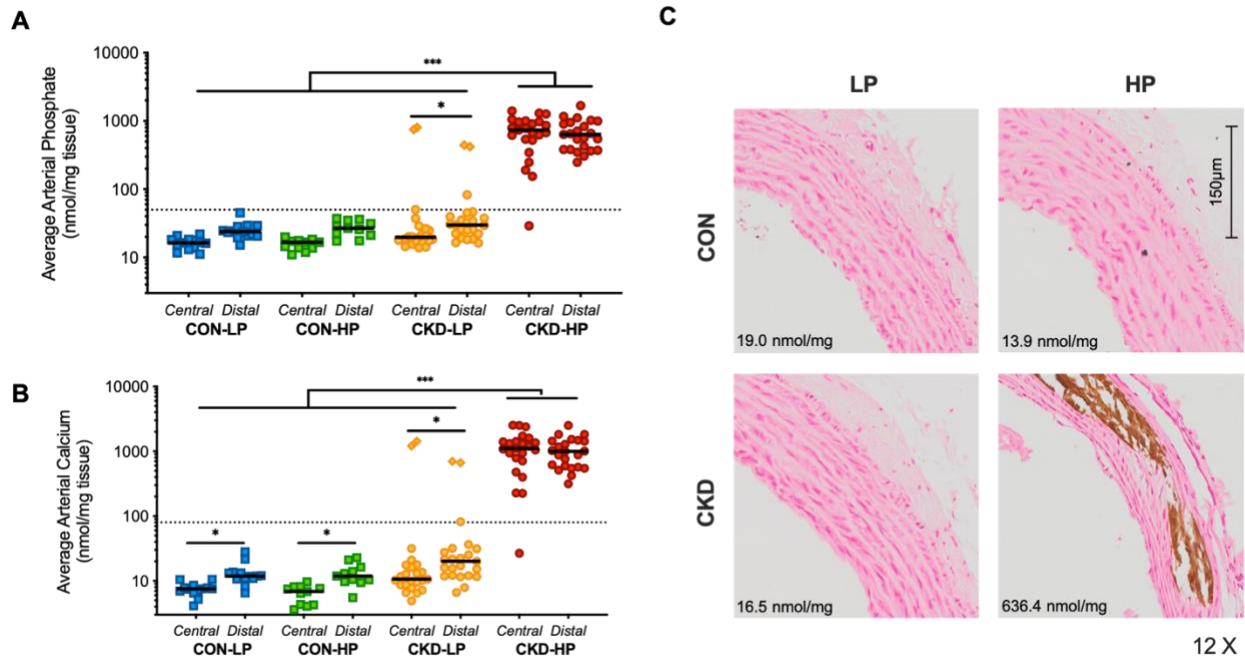 A
Average Arterial Phosphate
(nmol/mg tissue)
10000
1000
100
10
***
*
Central Distal Central Distal Central Distal Central Distal
CON-LP CON-HP CKD-LP CKD-HP
B
Average Arterial Calcium
(nmol/mg tissue)
10000
1000
100
10
***
*
* *
Central Distal Central Distal Central Distal Central Distal
CON-LP CON-HP CKD-LP CKD-HP
C
LP HP
CON
150µm
19.0 nmol/mg 13.9 nmol/mg
CKD
16.5 nmol/mg 636.4 nmol/mg
12 X